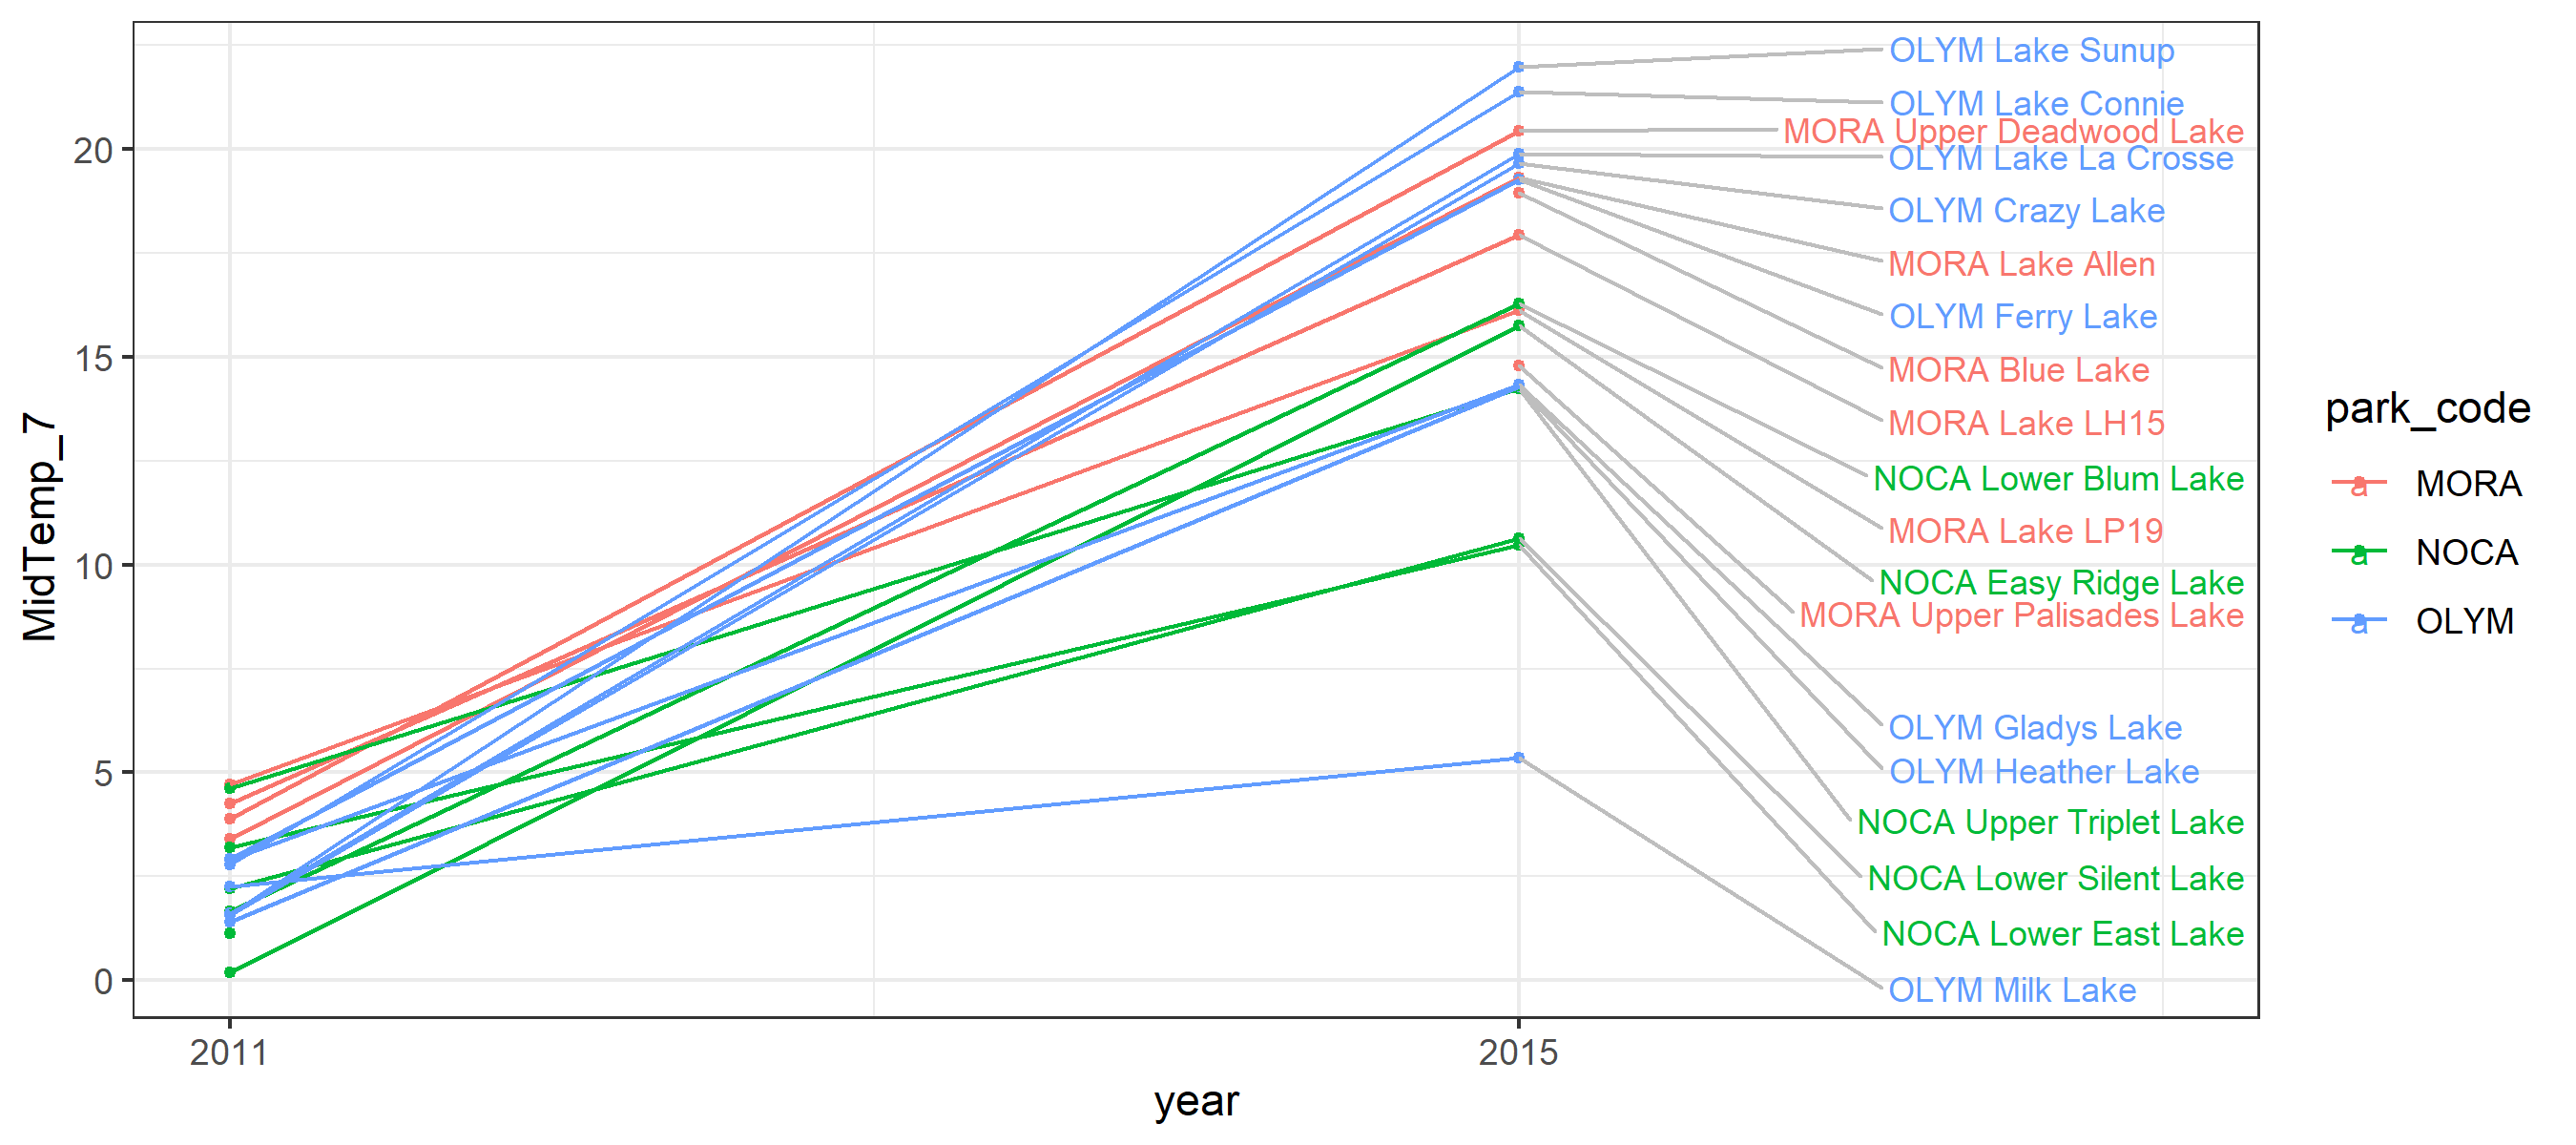 MidTemp_7
20
15
10
5
0
2011
2015
year
OLYM Lake Sunup
OLYM Lake Connie
MORA Upper Deadwood Lake
OLYM Lake La Crosse
OLYM Crazy Lake
MORA Lake Allen
OLYM Ferry Lake
MORA Blue Lake
MORA Lake LH15
NOCA Lower Blum Lake
MORA Lake LP19
NOCA Easy Ridge Lake
MORA Upper Palisades Lake
OLYM Gladys Lake
OLYM Heather Lake
NOCA Upper Triplet Lake
NOCA Lower Silent Lake
NOCA Lower East Lake
OLYM Milk Lake
park_code
a MORA
a NOCA
a OLYM